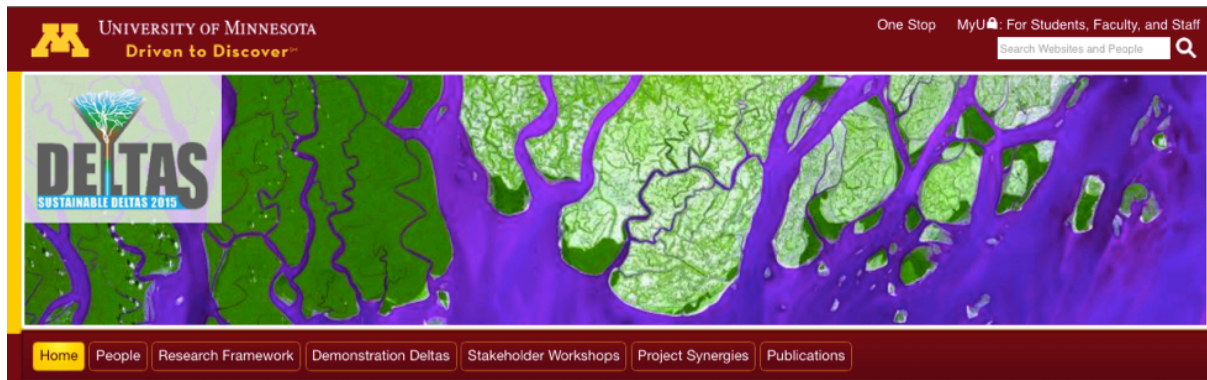 UNIVERSITY OF MINNESOTA
Driven to Discover℠
One Stop MyU: For Students, Faculty, and Staff
Search Websites and People
DELTAS
SUSTAINABLE DELTAS 2015
Home People Research Framework Demonstration Deltas Stakeholder Workshops Project Synergies Publications